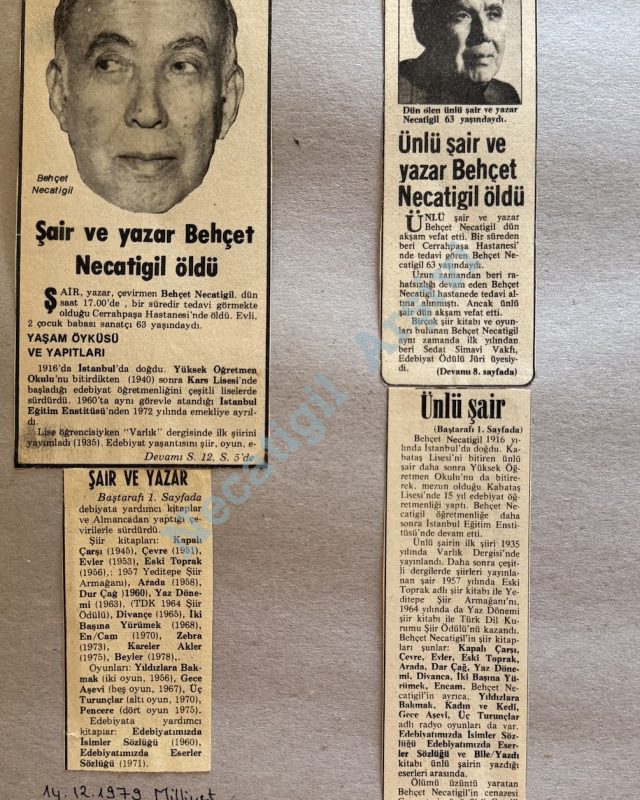 Behçet
Necatigil
Şair ve yazar Behçet
Necatigil öldü
ŞAİR, yazar, çevirmen Behçet Necatigil, dün
saat 17.00'de , bir süredir tedavi görmekte
olduğu Cerrahpaşa Hastanesi'nde öldü. Evli,
2 çocuk babası sanatçı 63 yaşındaydı.
YAŞAM ÖYKÜSÜ
VE YAPITLARI
1916'da İstanbul'da doğdu. Yüksek Öğretmen
Okulu'nu bitirdikten (1940) sonra Kars Lisesi'nde
başladığı edebiyat öğretmenliğini çeşitli liselerde
sürdürdü. 1960'ta aynı görevle atandığı İstanbul
Eğitim Enstitüsü'nden 1972 yılında emekliye ayrıl-
dı.
Lise öğrencisiyken "Varlık" dergisinde ilk şiirini
yayımladı (1935). Edebiyat yaşantısını şiir, oyun, e-
Devamı S. 12, S. 5'de
ŞAİR VE YAZAR
Baştarafı 1. Sayfada
debiyata yardımcı kitaplar
ve Almancadan yaptığı çe-
virilerle sürdürdü.
Şiir kitapları: Kapalı
Çarşı (1945), Çevre (1951),
Evler (1953), Eski Toprak
(1956),; 1957 Yeditepe Şiir
Armağanı), Arada (1958),
Dur Çağ )1960), Yaz Döne-
mi (1963), (TDK 1964 Şiir
Ödülü), Divançe (1965), İki
Başına Yürümek (1968),
En/Cam (1970), Zebra
(1973), Kareler Akler
(1975), Beyler (1978),.
Oyunları: Yıldızlara Bak-
mak (iki oyun, 1956), Gece
Aşevi (beş oyun, 1967), Üç
Turunçlar (altı oyun, 1970),
Pencere (dört oyun 1975).
Edebiyata yardımcı
kitaplar: Edebiyatımızda
İsimler Sözlüğü (1960),
Edebiyatımızda Eserler
Sözlüğü (1971).
14.12.1979 Milliyet
Dün ölen ünlü şair ve yazar
Necatigil 63 yaşındaydı.
Ünlü şair ve
yazar Behçet
Necatigil öldü
ÜNLÜ şair ve yazar
Behçet Necatigil dün
akşam vefat etti. Bir süreden
beri Cerrahpaşa Hastanesi'
nde tedavi gören Behçet Ne-
catigil 63 yaşındaydı.
Uzun zamandan beri ra-
hatsızlığı devam eden Behçet
Necatigil hastanede tedavi al-
tına alınmıştı. Ancak ünlü
şair dün akşam vefat etti.
Birçok şiir kitabı ve oyun-
ları bulunan Behçet Necatigil
aynı zamanda ilk yılından
beri Sedat Simavi Vakfı,
Edebiyat Ödülü Jüri üyesiy-
di.
(Devamı 8. sayfada)
Ünlü şair
(Baştarafı 1. Sayfada)
Behçet Necatigil 1916 yı-
lında İstanbul'da doğdu. Ka-
bataş Lisesi'ni bitiren ünlü
şair daha sonra Yüksek Öğ-
retmen Okulu'nu da bitire-
rek, mezun olduğu Kabataş
Lisesi'nde 15 yıl edebiyat öğ-
retmenliği yaptı. Behçet Ne-
catigil öğretmenliğe daha
sonra İstanbul Eğitim Ensti-
tüsü'nde devam etti.
Ünlü şairin ilk şiiri 1935
yılında Varlık Dergisi'nde
yayınlandı. Daha sonra çeşit-
li dergilerde şiirleri yayınla-
nan şair 1957 yılında Eski
Toprak adlı şiir kitabı ile Ye-
ditepe Şiir Armağanı'nı,
1964 yılında da Yaz Dönemi
şiir kitabı ile Türk Dil Ku-
rumu Şiir Ödülü'nü kazandı.
Behçet Necatigil'in şiir kitap-
ları şunlar: Kapalı Çarşı,
Çevre, Evler, Eski Toprak,
Arada, Dar Çağ, Yaz Döne-
mi, Divanca, İki Başına Yü-
rümek, Encam. Behçet Ne-
catigil'in ayrıca, Yıldızlara
Bakmak, Kadın ve Kedi,
Gece Aşevi, Üç Turunçlar
adlı radyo oyunları da var.
Edebiyatımızda İsimler Söz-
lüğü Edebiyatımızda Eser-
ler Sözlüğü ve Bile/Yazdı
kitabı ünlü şairin yazdığı
eserleri arasında.
Ölümü üzüntü yaratan
Behçet Necatigil'in cenazesi
Necatigil Arşivi